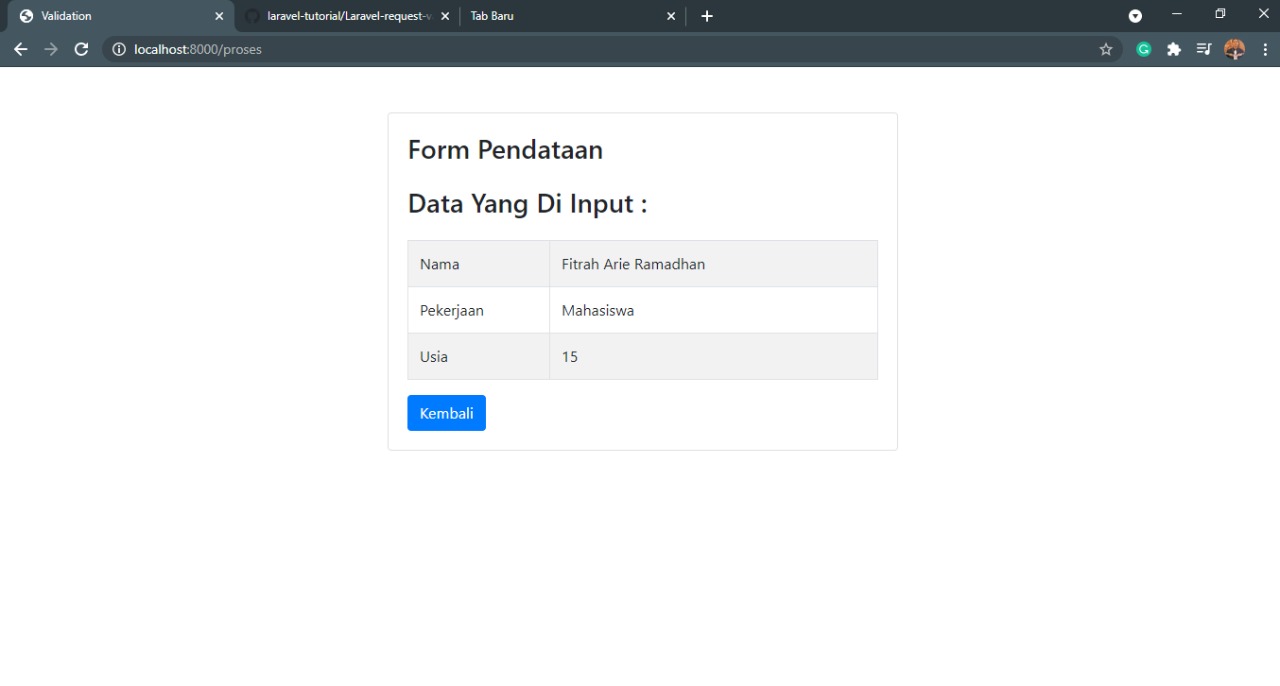 Validation
laravel-tutorial/Laravel-request-v
Tab Baru
localhost:8000/proses
Form Pendataan
Data Yang Di Input :
Nama Fitrah Arie Ramadhan
Pekerjaan Mahasiswa
Usia 15
Kembali